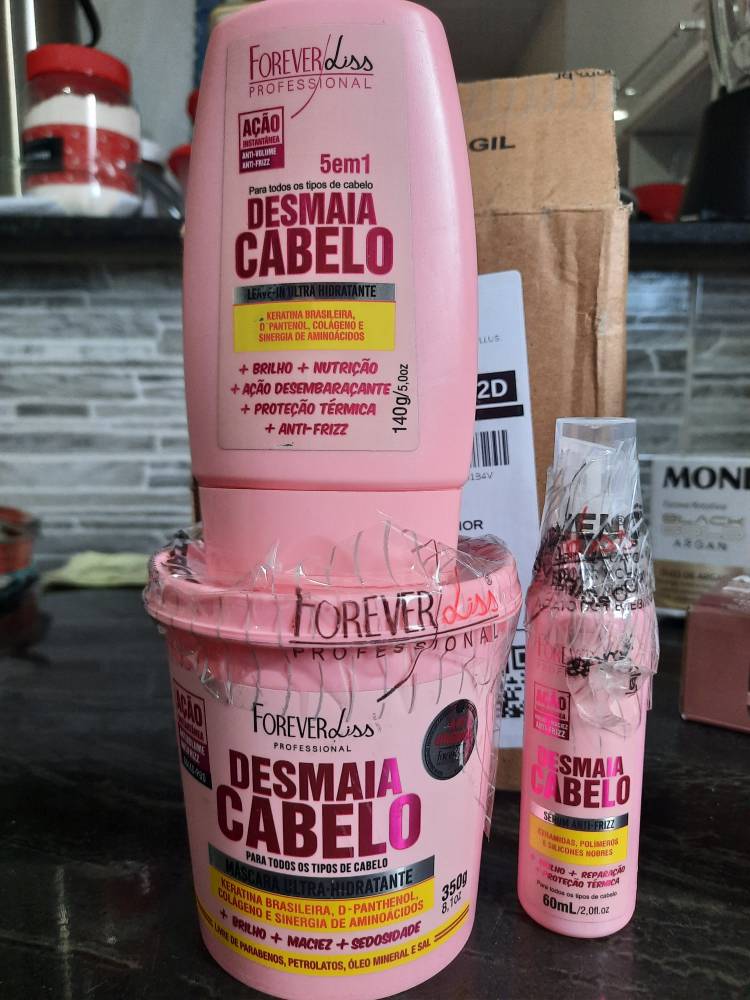 FOREVER Liss
PROFESSIONAL
AÇÃO
INSTANTÂNEA
ANTI-VOLUME
ANTI-FRIZZ
5em1
Para todos os tipos de cabelo
DESMAIA
CABELO
LEAVE-IN ULTRA HIDRATANTE
KERATINA BRASILEIRA,
D´PANTENOL, COLÁGENO E
SINERGIA DE AMINOÁCIDOS
+ BRILHO + NUTRIÇÃO
+ AÇÃO DESEMBARAÇANTE
+ PROTEÇÃO TÉRMICA
+ ANTI-FRIZZ
140g/5,0oz
GIL
2D
MONI
BLACK
ARGAN
FOREVER Liss
PROFESSIONAL
AÇÃO
FOREVER Liss
PROFESSIONAL
DESMAIA
CABELO
PARA TODOS OS TIPOS DE CABELO
MÁSCARA ULTRA-HIDRATANTE
KERATINA BRASILEIRA, D-PANTHENOL,
COLÁGENO E SINERGIA DE AMINOÁCIDOS
+ BRILHO + MACIEZ + SEDOSIDADE
LIVRE DE PARABENOS, PETROLATOS, ÓLEO MINERAL E SAL
350g
8,1oz
AÇÃO
DESMAIA
CABELO
SÉRUM ANTI-FRIZZ
CERAMIDAS, POLÍMEROS
E SILICONES NOBRES
+ BRILHO + REPARAÇÃO
+ PROTEÇÃO TÉRMICA
Para todos os tipos de cabelo
60mL/2,0fl.oz